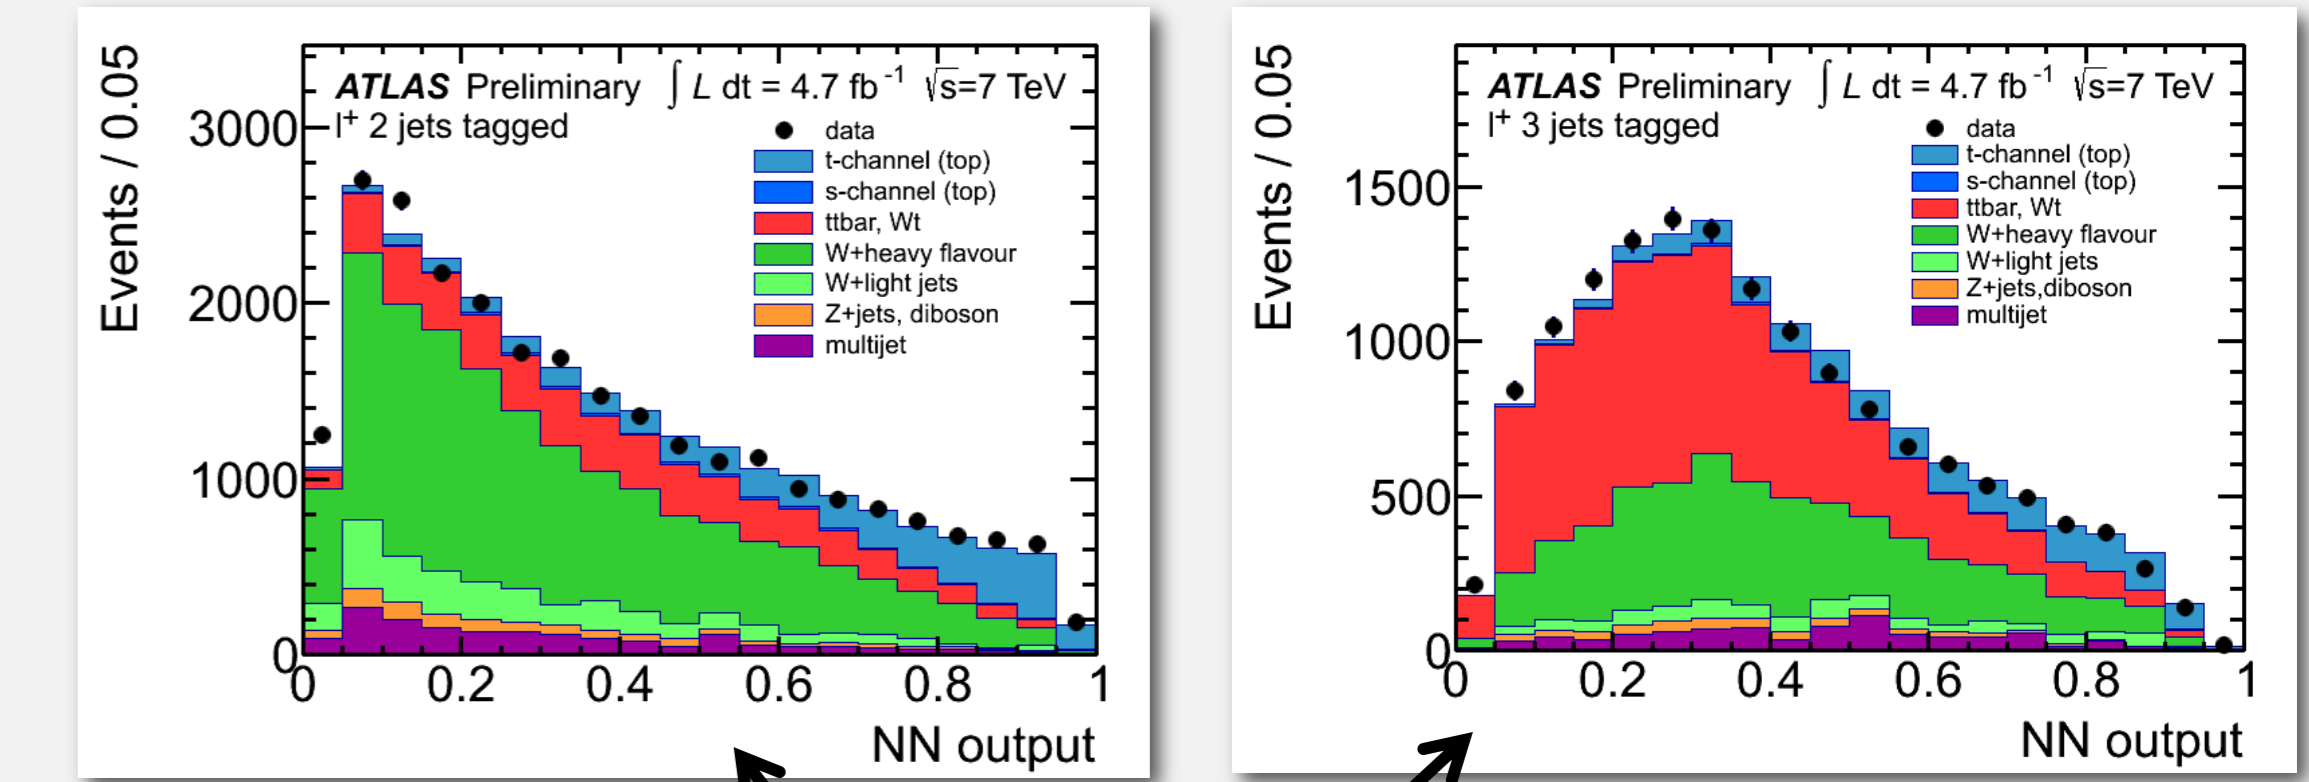 Events / 0.05
ATLAS Preliminary ∫ L dt = 4.7 fb⁻¹ √s=7 TeV
l⁺ 2 jets tagged
data
t-channel (top)
s-channel (top)
ttbar, Wt
W+heavy flavour
W+light jets
Z+jets, diboson
multijet
3000
2000
1000
0
0 0.2 0.4 0.6 0.8 1
NN output
Events / 0.05
ATLAS Preliminary ∫ L dt = 4.7 fb⁻¹ √s=7 TeV
l⁺ 3 jets tagged
data
t-channel (top)
s-channel (top)
ttbar, Wt
W+heavy flavour
W+light jets
Z+jets,diboson
multijet
1500
1000
500
0
0 0.2 0.4 0.6 0.8 1
NN output